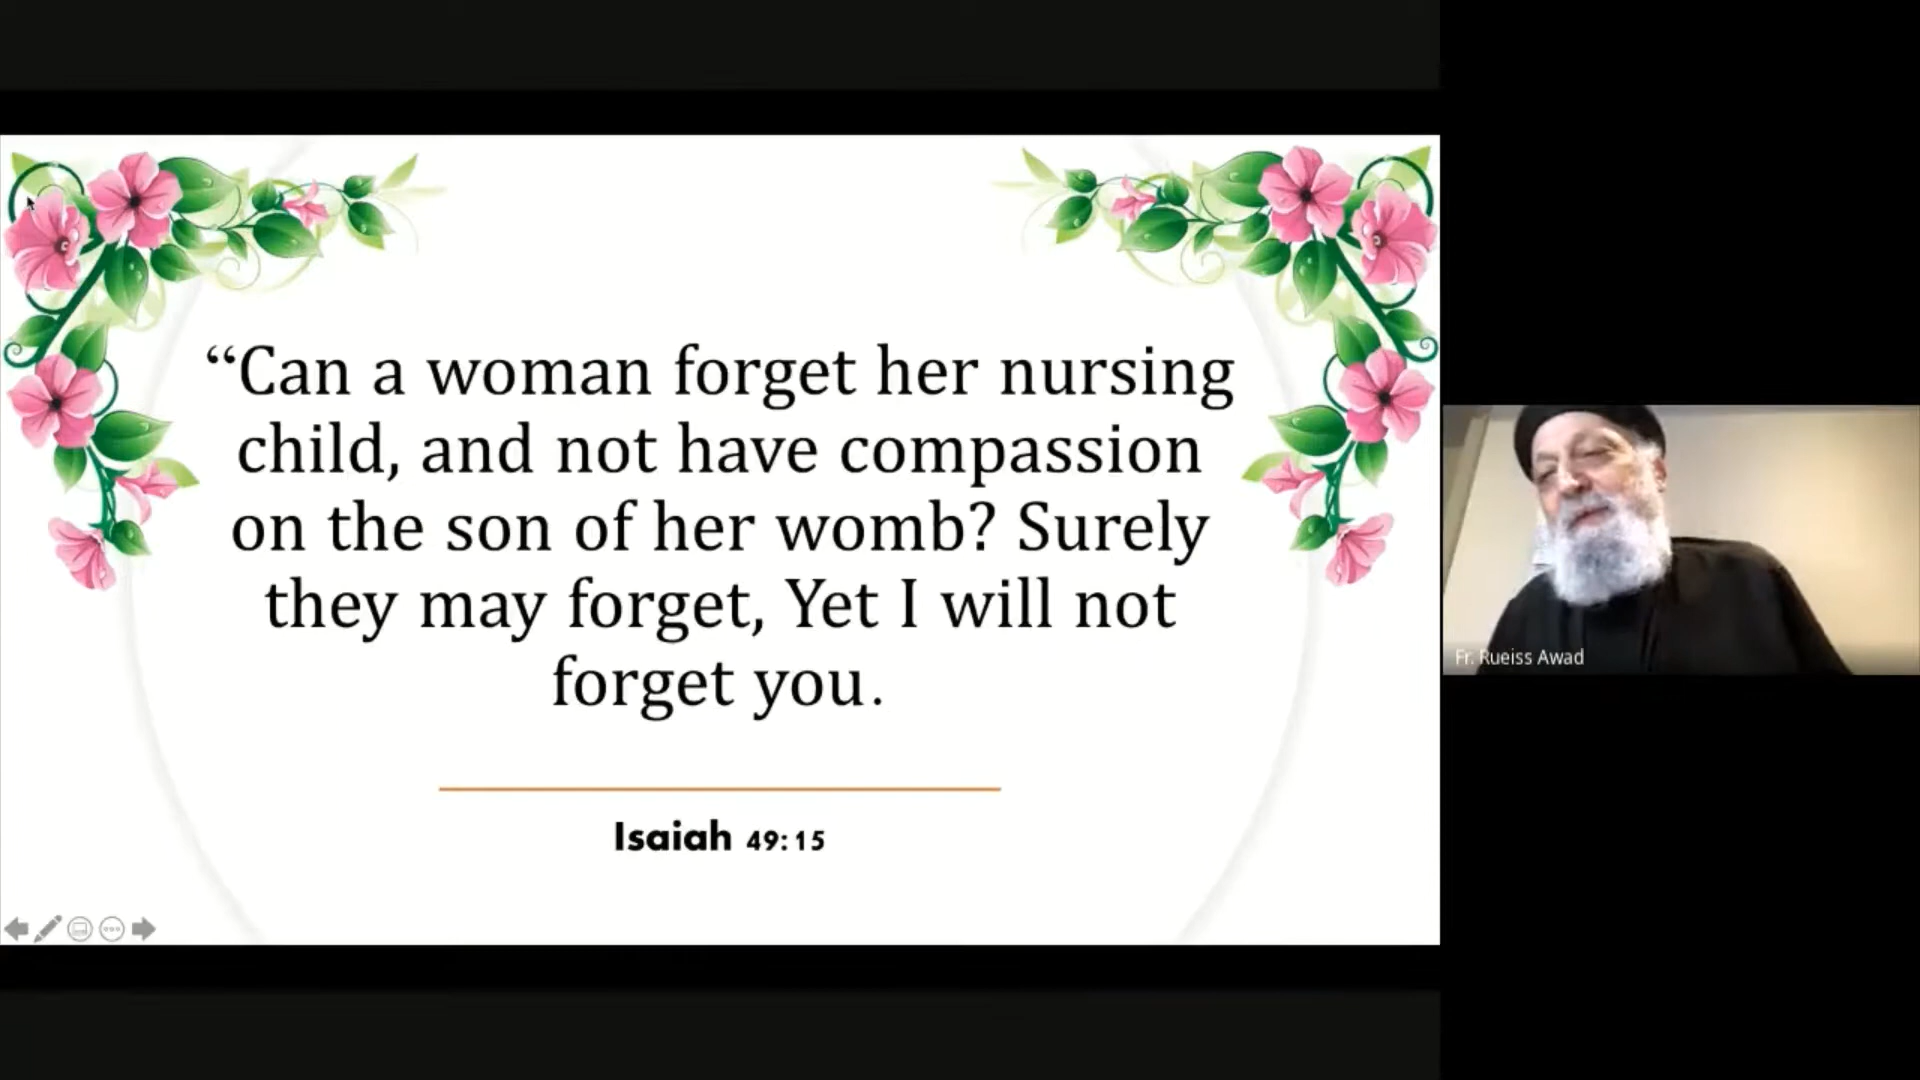 “Can a woman forget her nursing
child, and not have compassion
on the son of her womb? Surely
they may forget, Yet I will not
forget you.
Isaiah 49:15
Fr. Rueiss Awad